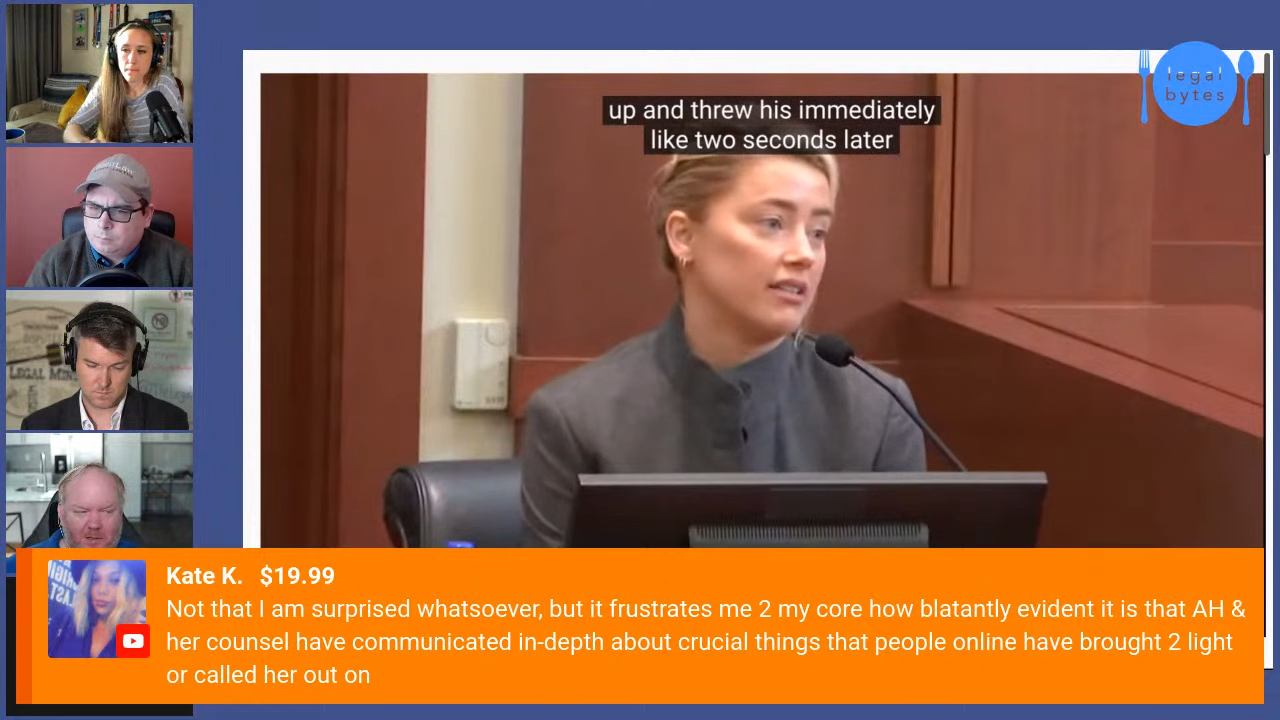 up and threw his immediately
like two seconds later
legal
bytes
LEGAL MIN
Kate K. $19.99
Not that I am surprised whatsoever, but it frustrates me 2 my core how blatantly evident it is that AH &
her counsel have communicated in-depth about crucial things that people online have brought 2 light
or called her out on